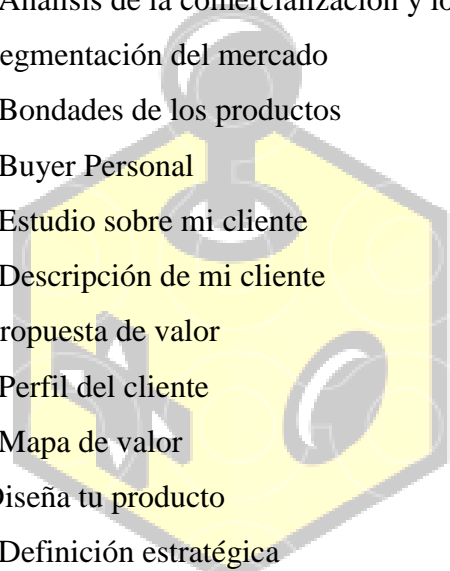 Análisis de la comercialización y lo
egmentación del mercado
Bondades de los productos
Buyer Personal
Estudio sobre mi cliente
Descripción de mi cliente
ropuesta de valor
Perfil del cliente
Mapa de valor
Diseña tu producto
Definición estratégica